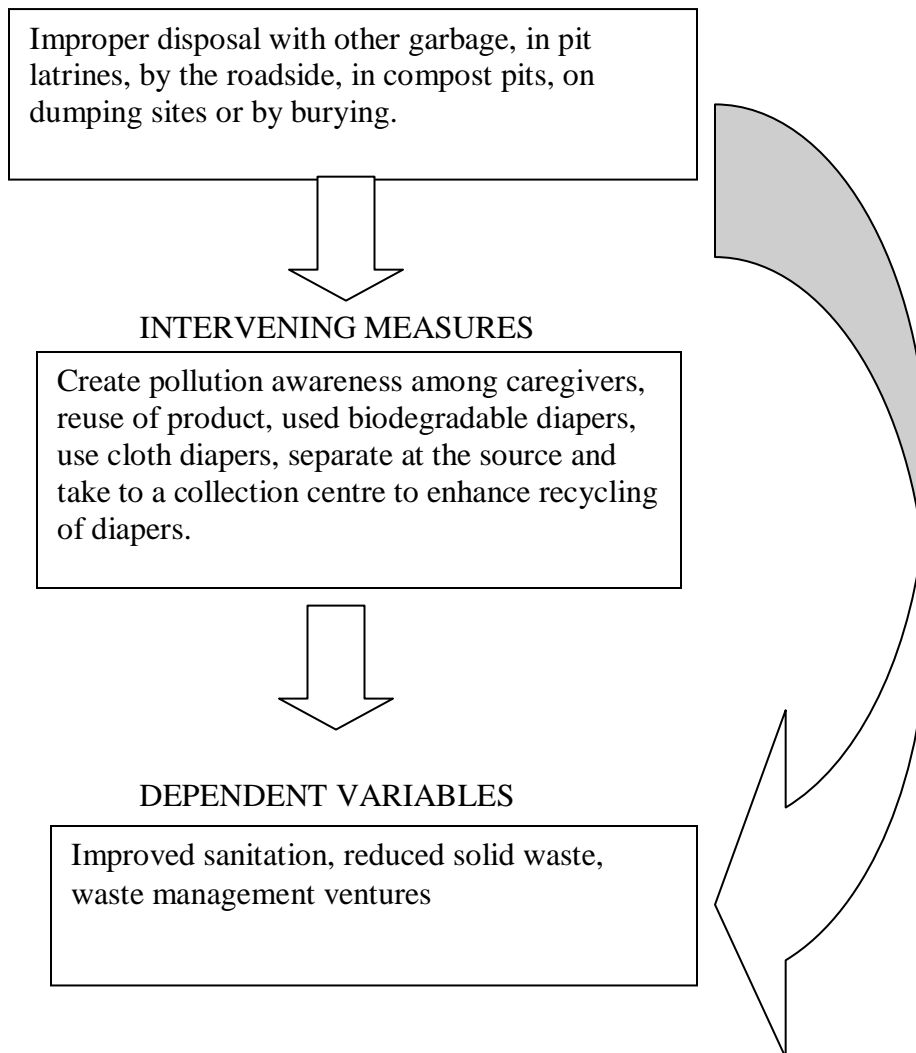 Improper disposal with other garbage, in pit
latrines, by the roadside, in compost pits, on
dumping sites or by burying.
INTERVENING MEASURES
Create pollution awareness among caregivers,
reuse of product, used biodegradable diapers,
use cloth diapers, separate at the source and
take to a collection centre to enhance recycling
of diapers.
DEPENDENT VARIABLES
Improved sanitation, reduced solid waste,
waste management ventures